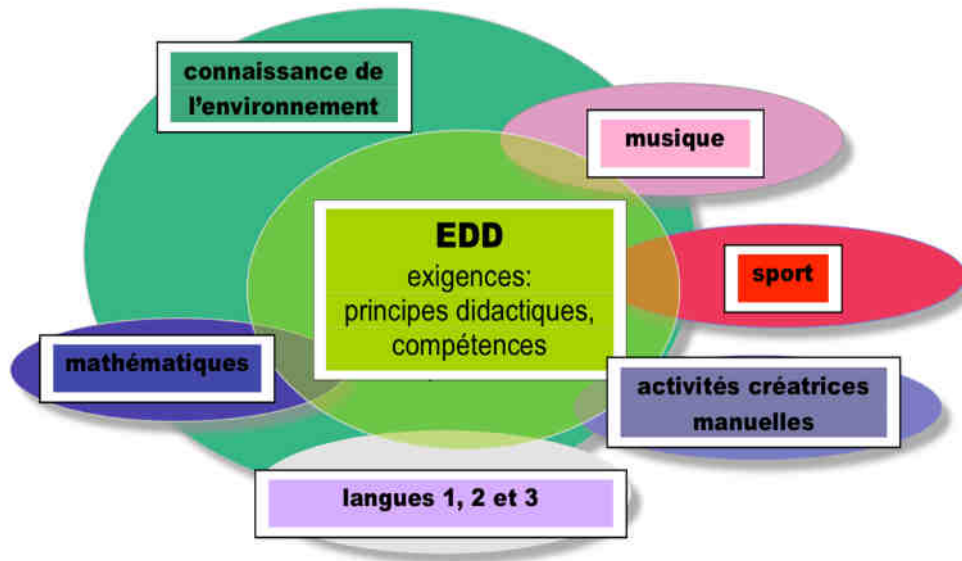 connaissance de
l'environnement
musique
EDD
exigences:
principes didactiques,
compétences
sport
mathématiques
activités créatrices
manuelles
langues 1, 2 et 3